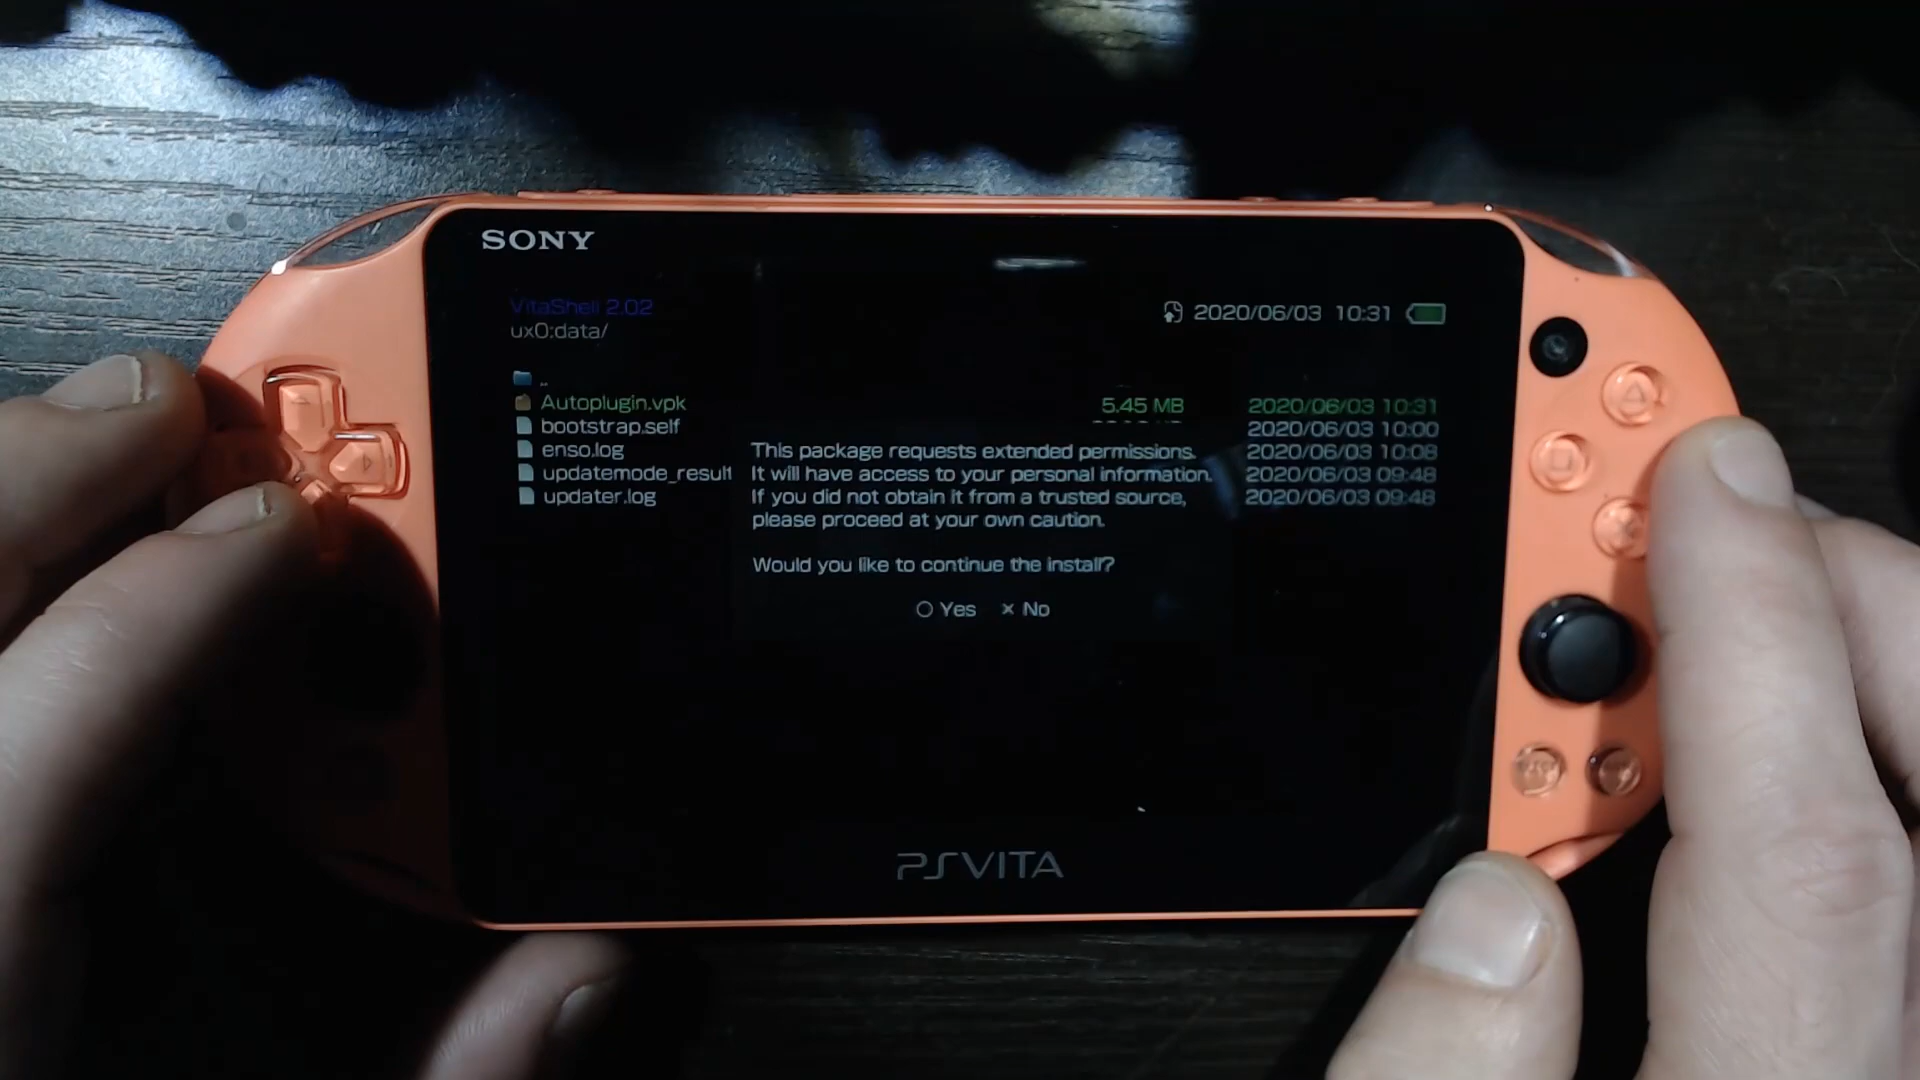 SONY
VitaShell 2.02
2020/06/03 10:31
ux0:data/
..
Autoplugin.vpk 5.45 MB 2020/06/03 10:31
bootstrap.self 2020/06/03 10:00
enso.log 2020/06/03 10:08
updatemode_result 2020/06/03 09:48
updater.log 2020/06/03 09:48
This package requests extended permissions.
It will have access to your personal information.
If you did not obtain it from a trusted source,
please proceed at your own caution.
Would you like to continue the install?
○ Yes × No
PSVITA